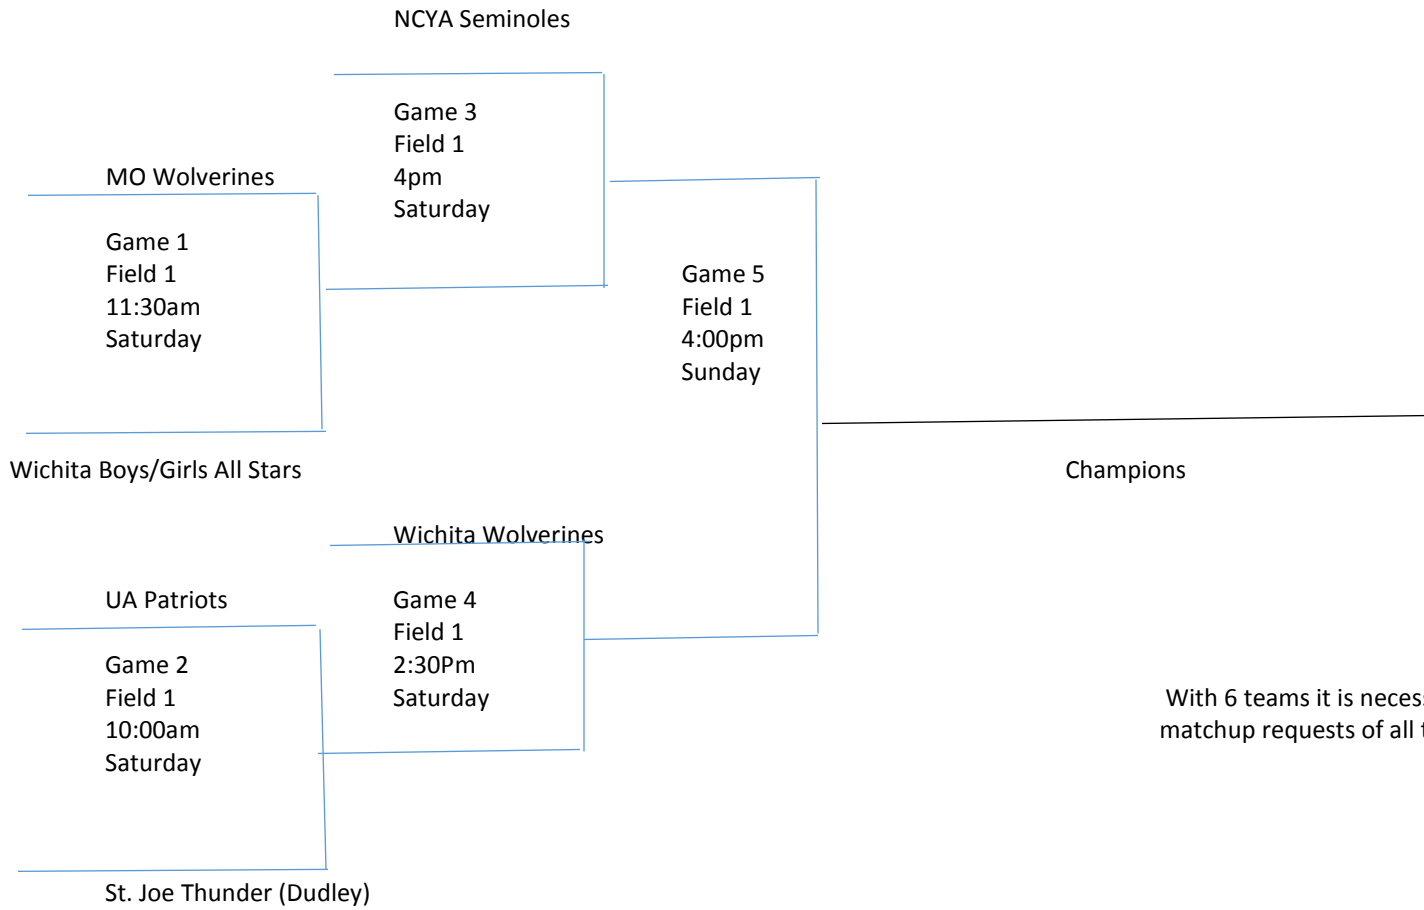 NCYA Seminoles
Game 3
Field 1
4pm
Saturday
MO Wolverines
Game 1
Field 1
11:30am
Saturday
Game 5
Field 1
4:00pm
Sunday
Wichita Boys/Girls All Stars
Champions
Wichita Wolverines
UA Patriots
Game 4
Field 1
2:30Pm
Saturday
Game 2
Field 1
10:00am
Saturday
With 6 teams it is
matchup requests of all
St. Joe Thunder (Dudley)